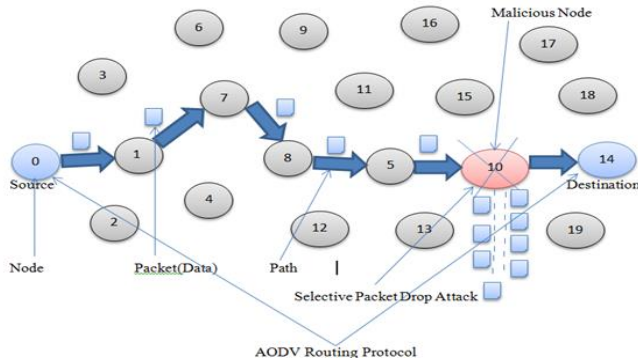 Malicious Node
6
9
16
17
3
7
11
15
18
0
1
8
5
10
14
Source
Destination
2
4
12
13
19
Node
Packet(Data)
Path
Selective Packet Drop Attack
AODV Routing Protocol